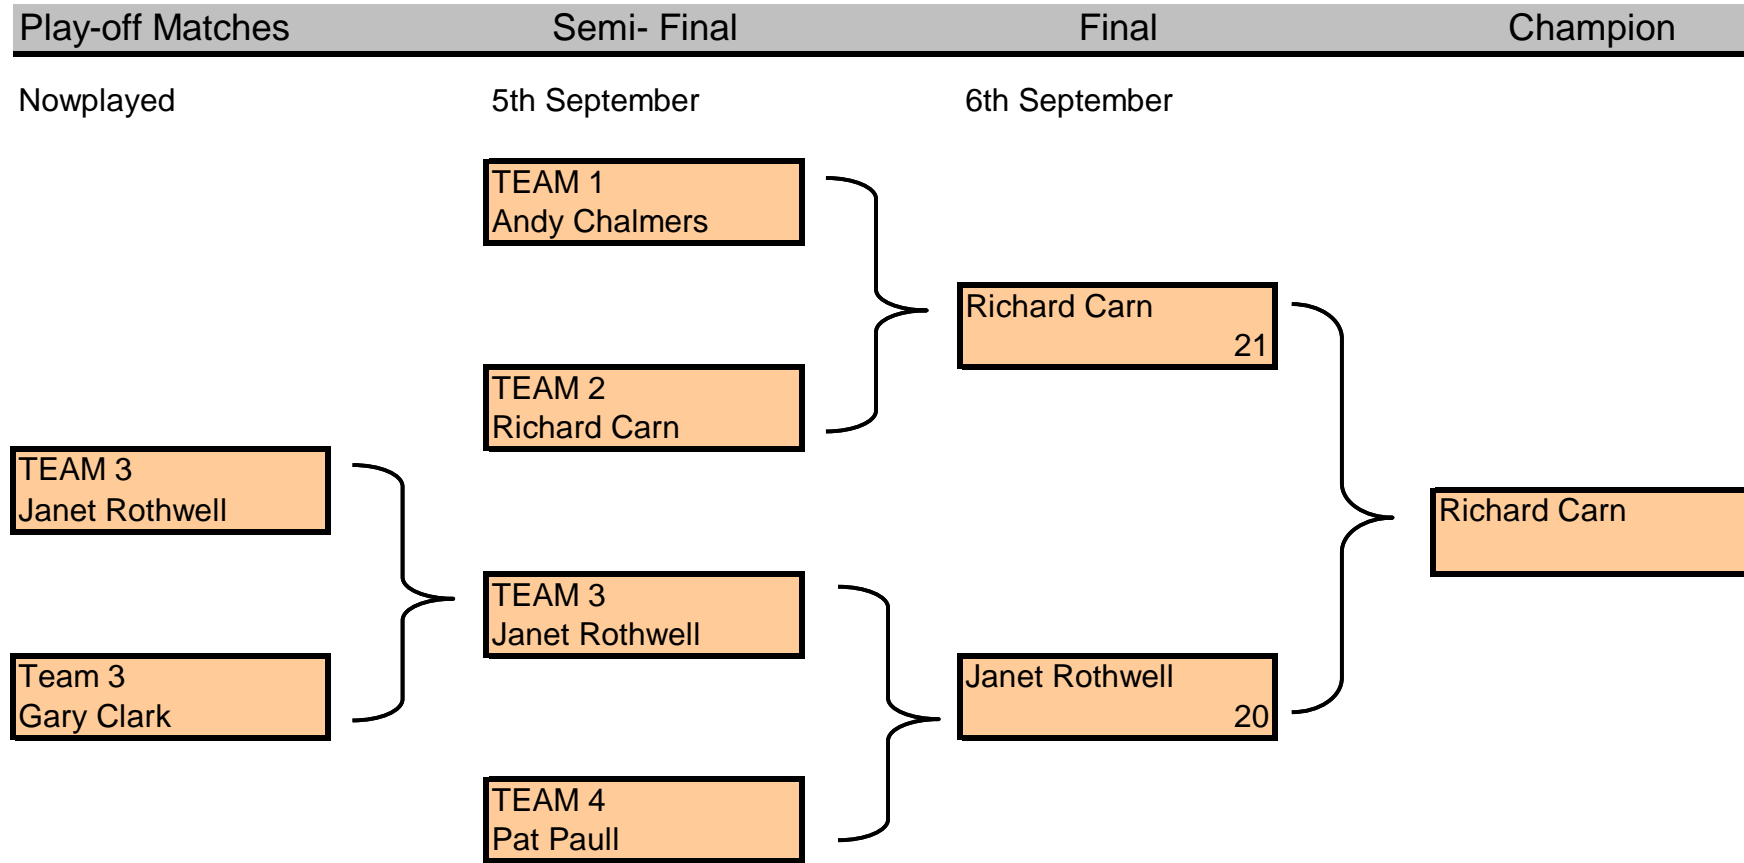 Play-off Matches Semi- Final Final Champion
Nowplayed 5th September 6th September
TEAM 1
Andy Chalmers
Richard Carn
21
TEAM 2
Richard Carn
TEAM 3
Janet Rothwell
Richard Carn
TEAM 3
Janet Rothwell
Team 3
Gary Clark
Janet Rothwell
20
TEAM 4
Pat Paull